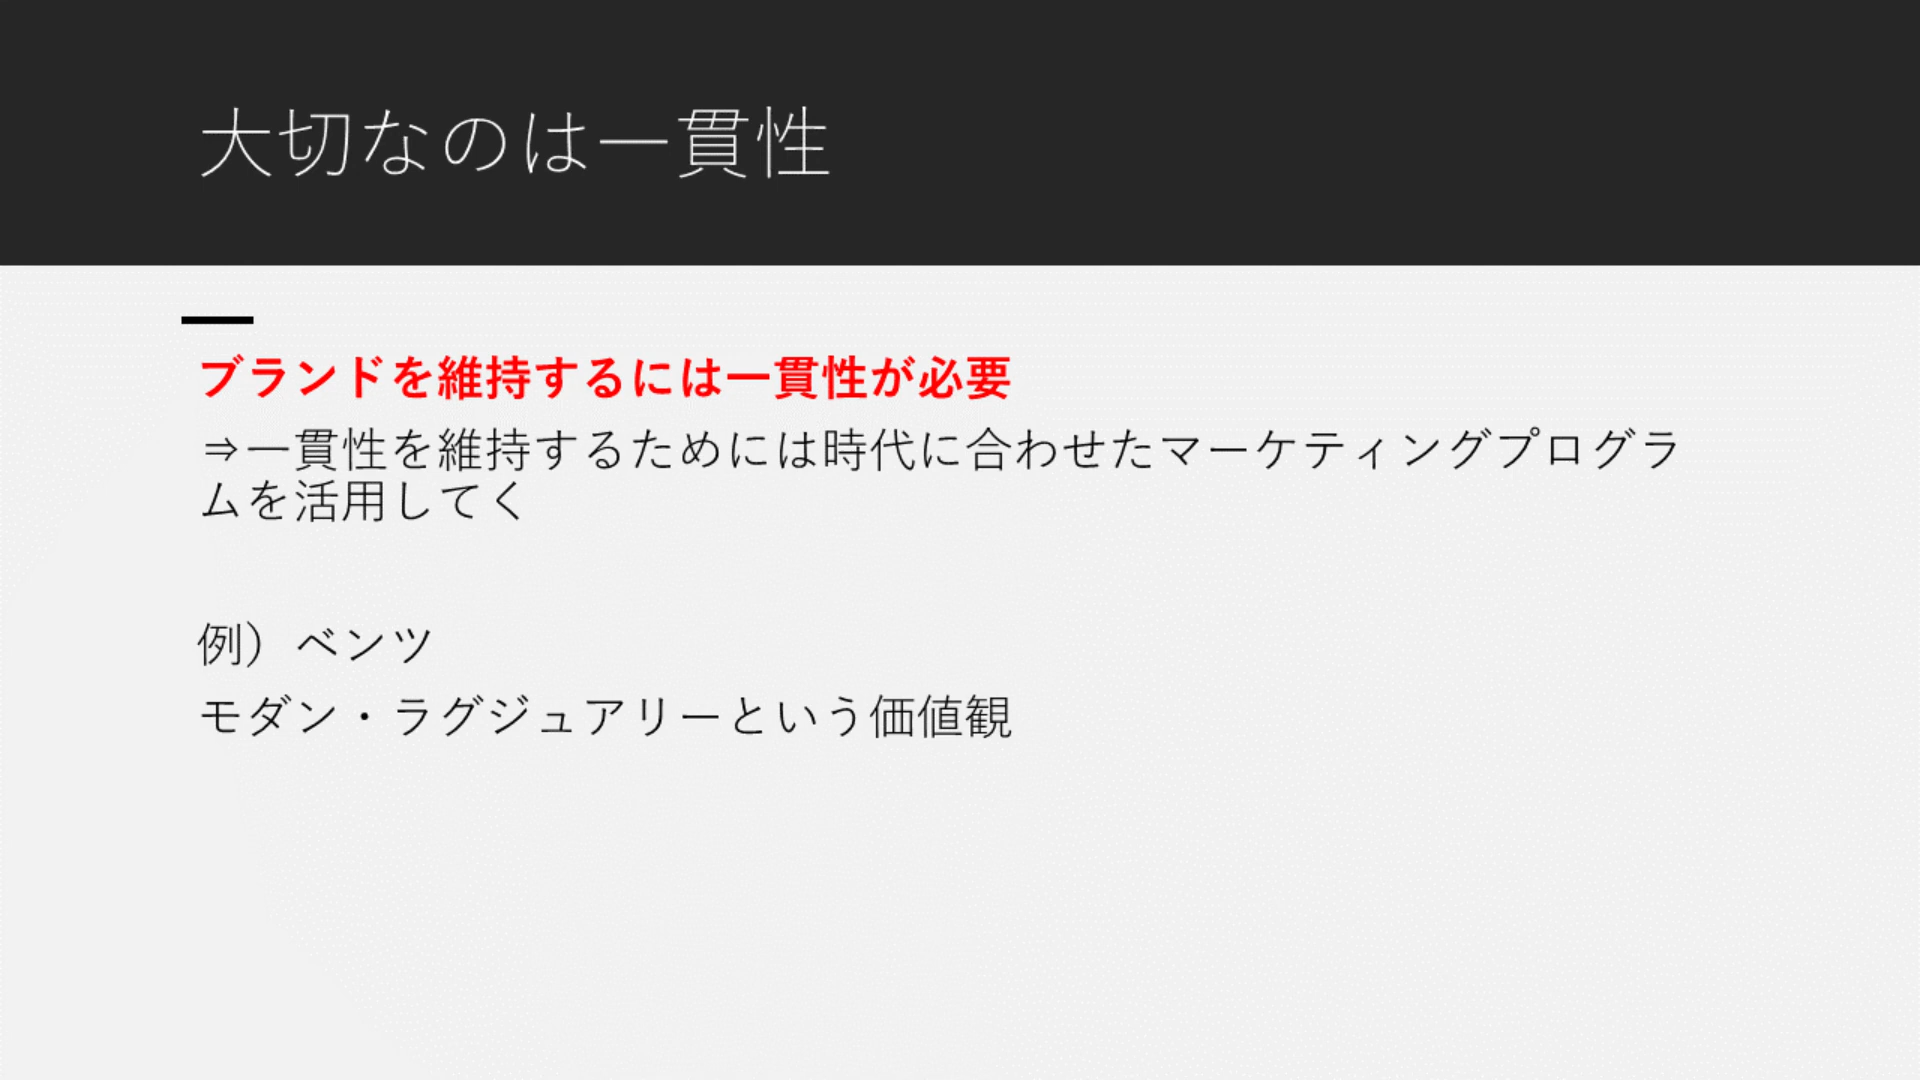 大切なのは一貫性
ブランドを維持するには一貫性が必要
⇒一貫性を維持するためには時代に合わせたマーケティングプログラ
ムを活用してく
例）ベンツ
モダン・ラグジュアリーという価値観